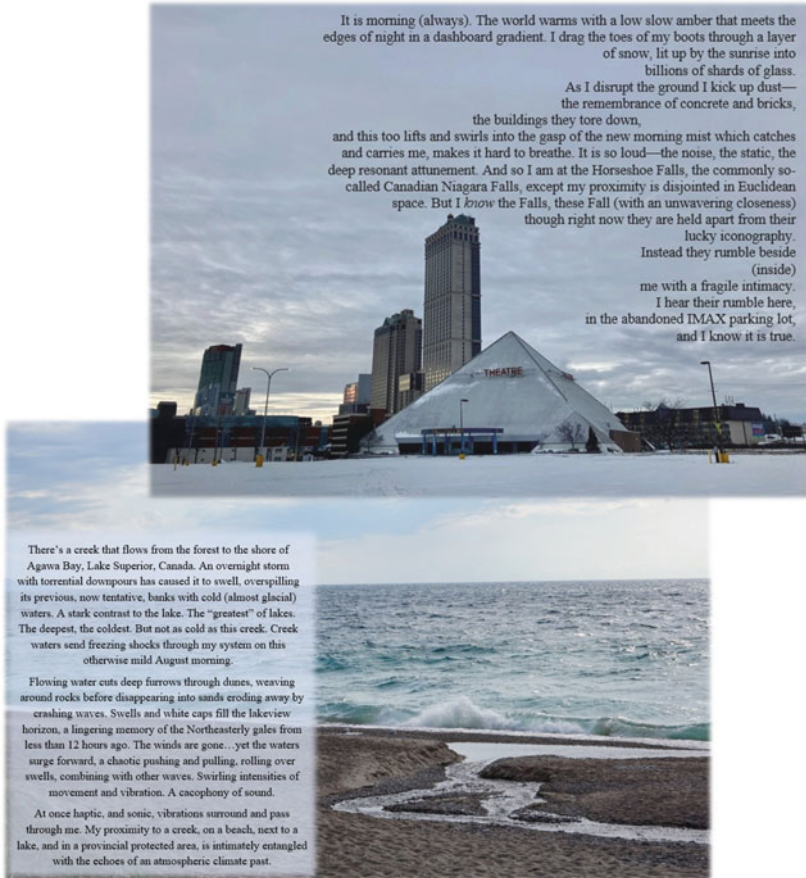 It is morning (always). The world warms with a low slow amber that meets the
edges of night in a dashboard gradient. I drag the toes of my boots through a layer
of snow, lit up by the sunrise into
billions of shards of glass.
As I disrupt the ground I kick up dust—
the remembrance of concrete and bricks,
the buildings they tore down,
and this too lifts and swirls into the gasp of the new morning mist which catches
and carries me, makes it hard to breathe. It is so loud—the noise, the static, the
deep resonant attunement. And so I am at the Horseshoe Falls, the commonly so-
called Canadian Niagara Falls, except my proximity is disjointed in Euclidean
space. But I know the Falls, these Fall (with an unwavering closeness)
though right now they are held apart from their
lucky iconography.
Instead they rumble beside
(inside)
me with a fragile intimacy.
I hear their rumble here,
in the abandoned IMAX parking lot,
and I know it is true.
THEATRE
There's a creek that flows from the forest to the shore of
Agawa Bay, Lake Superior, Canada. An overnight storm
with torrential downpours has caused it to swell, overspilling
its previous, now tentative, banks with cold (almost glacial)
waters. A stark contrast to the lake. The “greatest” of lakes.
The deepest, the coldest. But not as cold as this creek. Creek
waters send freezing shocks through my system on this
otherwise mild August morning.
Flowing water cuts deep furrows through dunes, weaving
around rocks before disappearing into sands eroding away by
crashing waves. Swells and white caps fill the lakeview
horizon, a lingering memory of the Northeasterly gales from
less than 12 hours ago. The winds are gone…yet the waters
surge forward, a chaotic pushing and pulling, rolling over
swells, combining with other waves. Swirling intensities of
movement and vibration. A cacophony of sound.
At once haptic, and sonic, vibrations surround and pass
through me. My proximity to a creek, on a beach, next to a
lake, and in a provincial protected area, is intimately entangled
with the echoes of an atmospheric climate past.